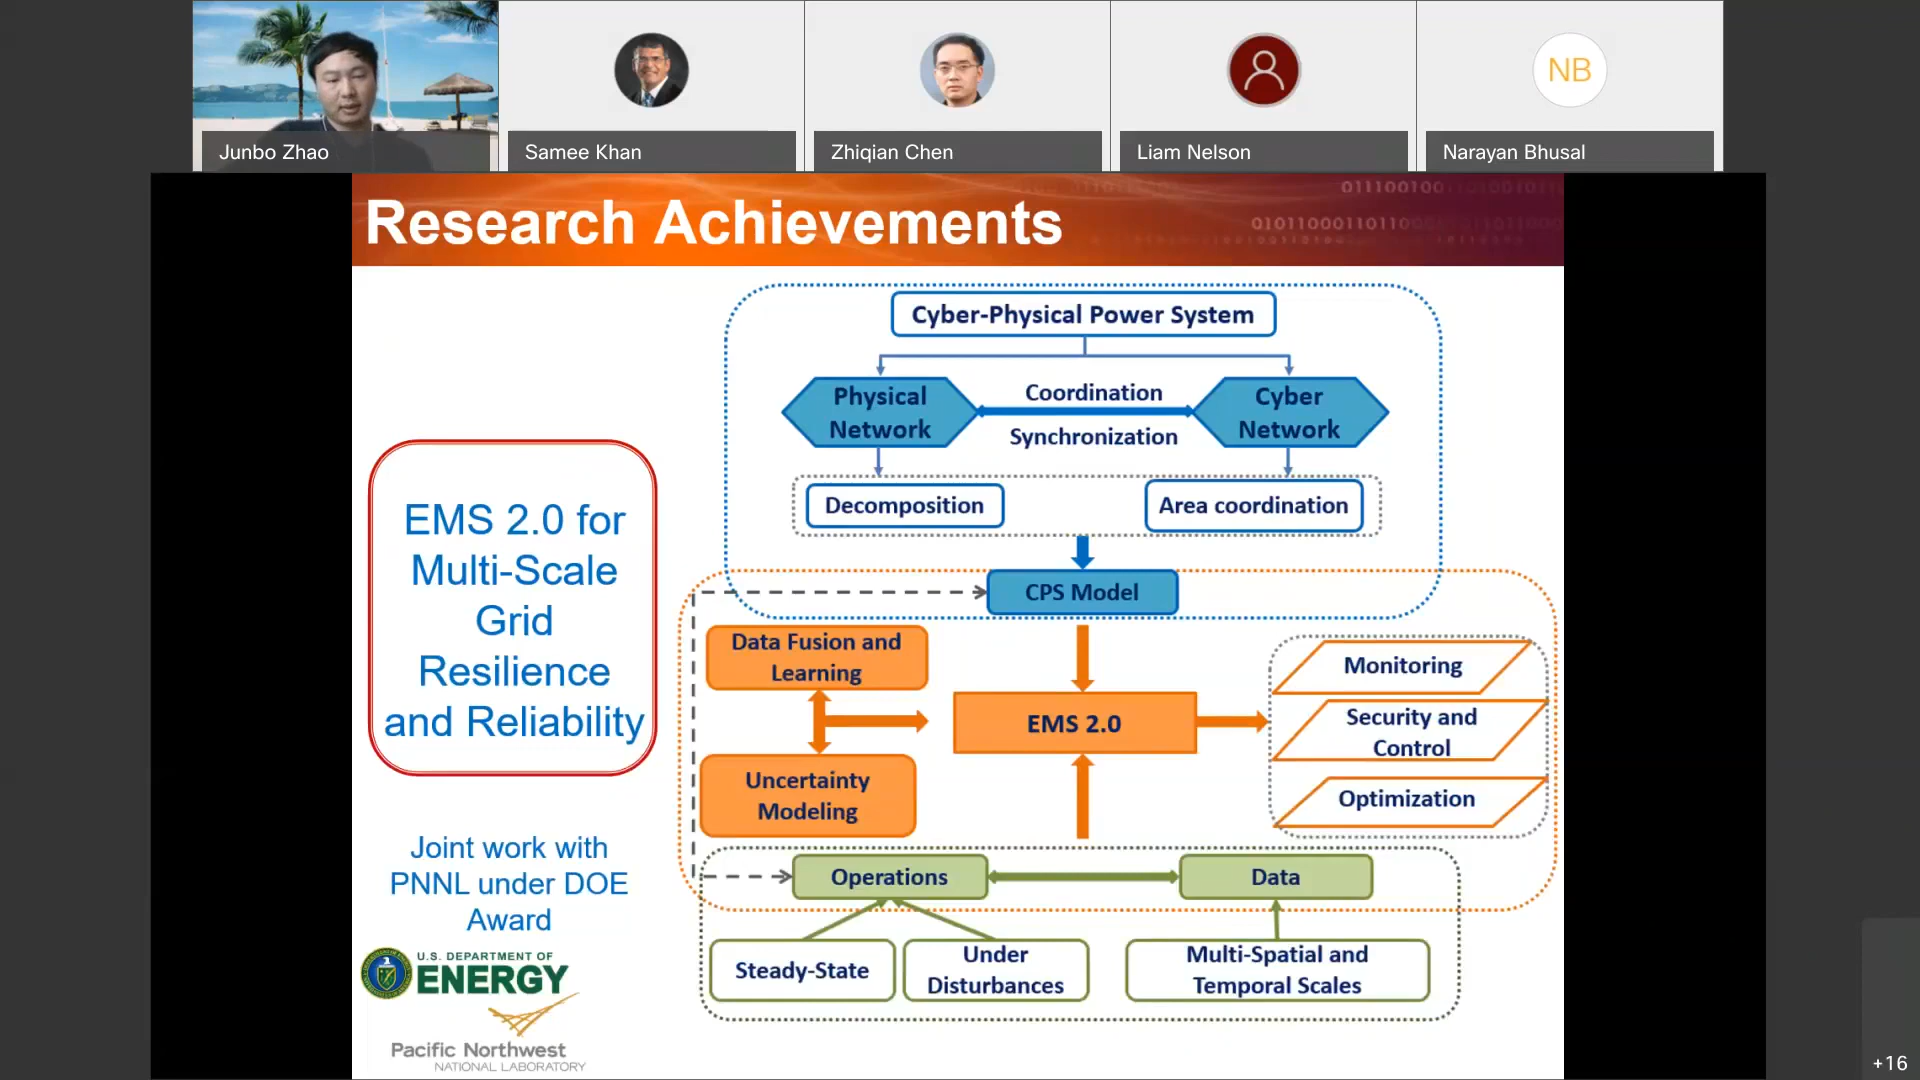 Junbo Zhao
Samee Khan
Zhiqian Chen
Liam Nelson
NB
Narayan Bhusal
Research Achievements
Cyber-Physical Power System
Physical
Network
Coordination
Synchronization
Cyber
Network
Decomposition
Area coordination
CPS Model
EMS 2.0 for
Multi-Scale
Grid
Resilience
and Reliability
Data Fusion and
Learning
EMS 2.0
Uncertainty
Modeling
Monitoring
Security and
Control
Optimization
Operations
Data
Steady-State
Under
Disturbances
Multi-Spatial and
Temporal Scales
Joint work with
PNNL under DOE
Award
U.S. DEPARTMENT OF
ENERGY
Pacific Northwest
NATIONAL LABORATORY
+16